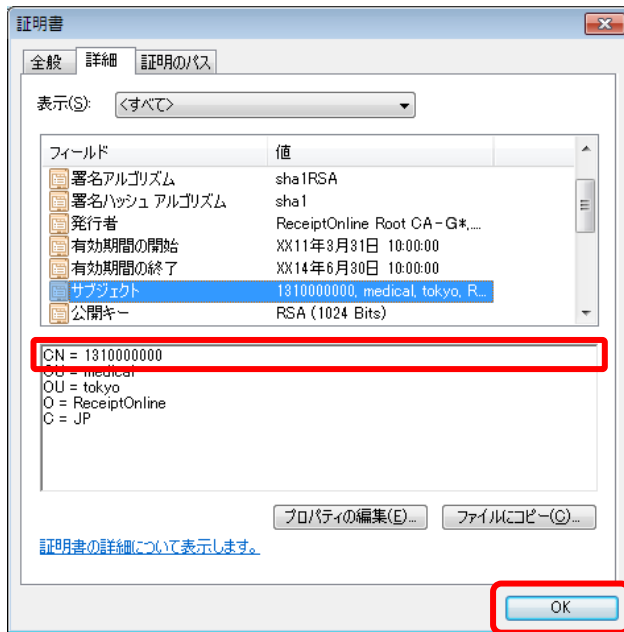 証明書
全般 詳細 証明のパス
表示(S): <すべて>
フィールド 値
署名アルゴリズム sha1RSA
署名ハッシュ アルゴリズム sha1
発行者 ReceiptOnline Root CA-G*,...
有効期間の開始 XX11年3月31日 10:00:00
有効期間の終了 XX14年6月30日 10:00:00
サブジェクト 1310000000, medical, tokyo, R...
公開キー RSA (1024 Bits)
CN = 1310000000
OU = medical
OU = tokyo
O = ReceiptOnline
C = JP
プロパティの編集(E)... ファイルにコピー(C)...
証明書の詳細について表示します。
OK